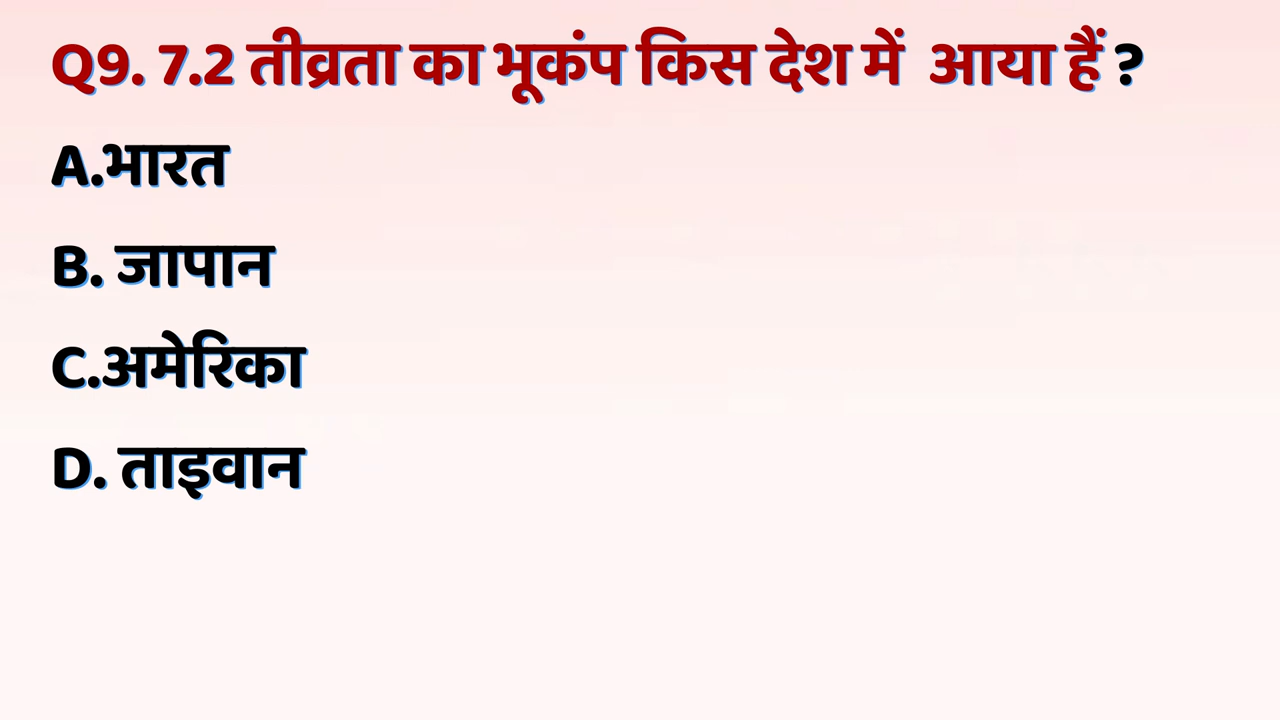 Q9. 7.2 तीव्रता का भूकंप किस देश में आया हैं ?
A.भारत
B. जापान
C.अमेरिका
D. ताइवान